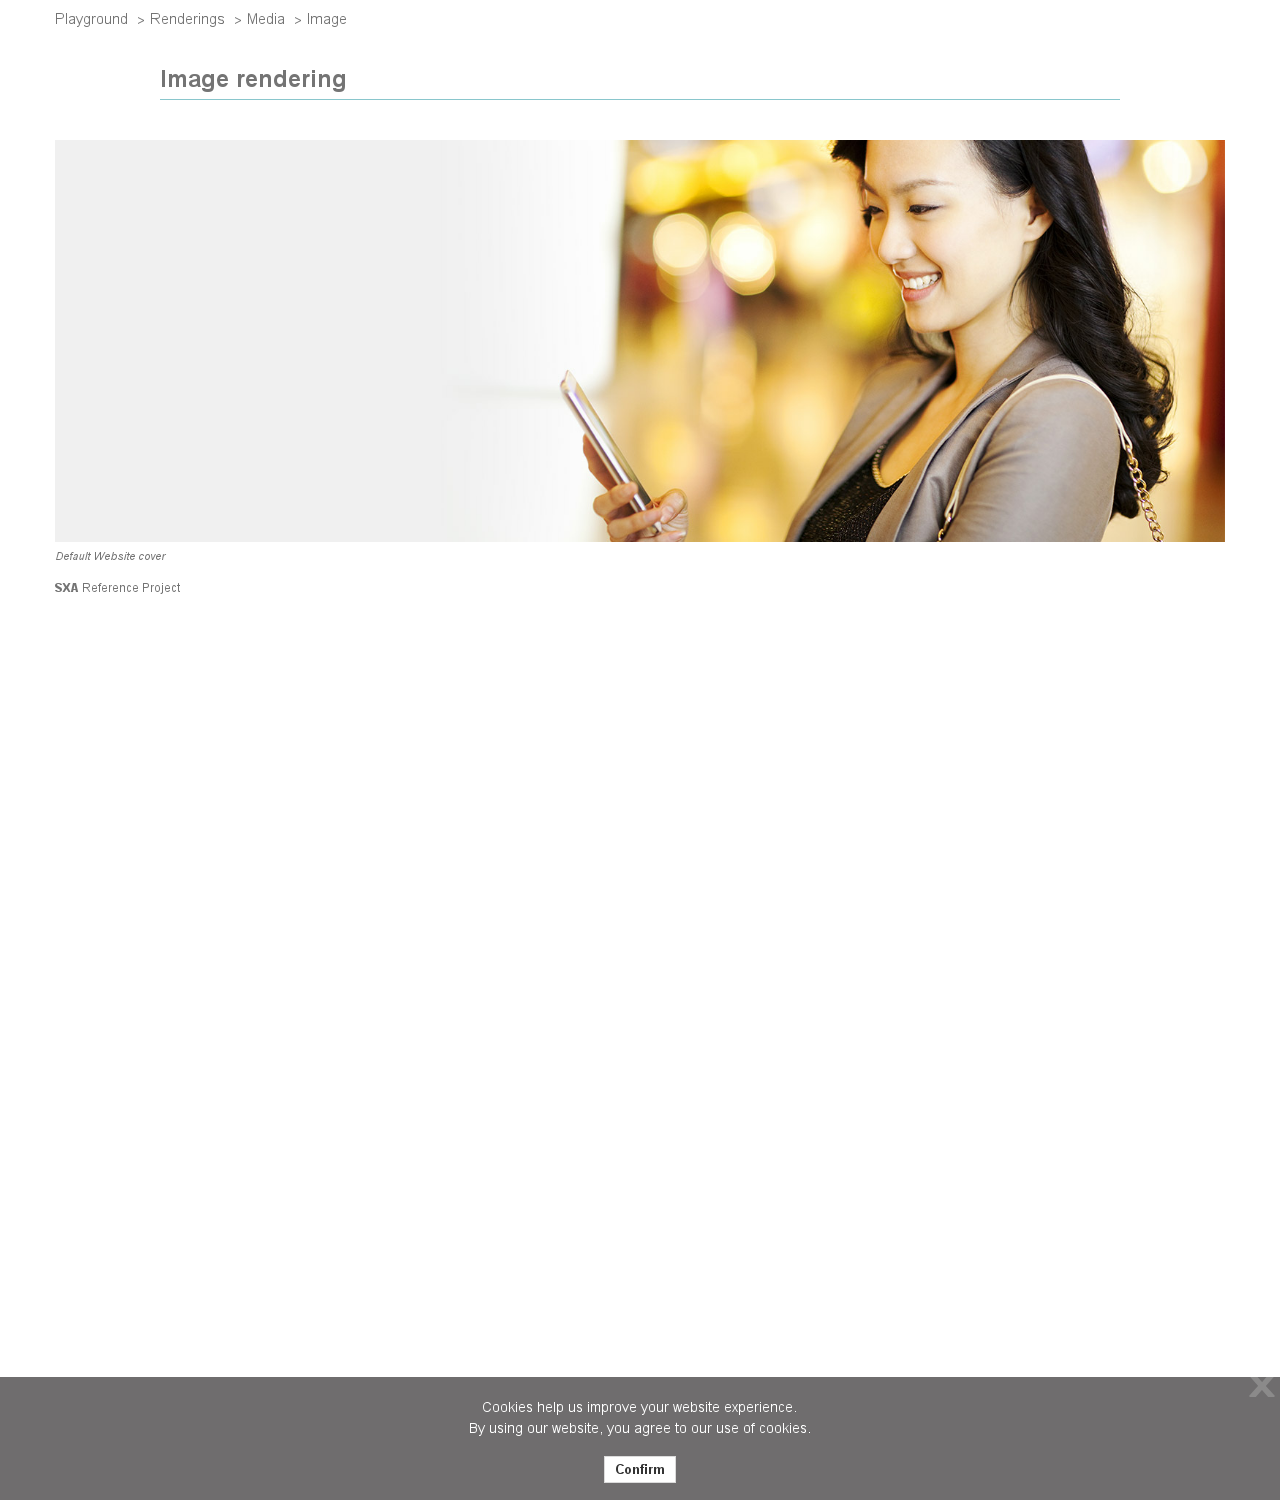 Playground > Renderings > Media > Image
Image rendering
Default Website cover
SXA Reference Project
Cookies help us improve your website experience.
By using our website, you agree to our use of cookies.
Confirm